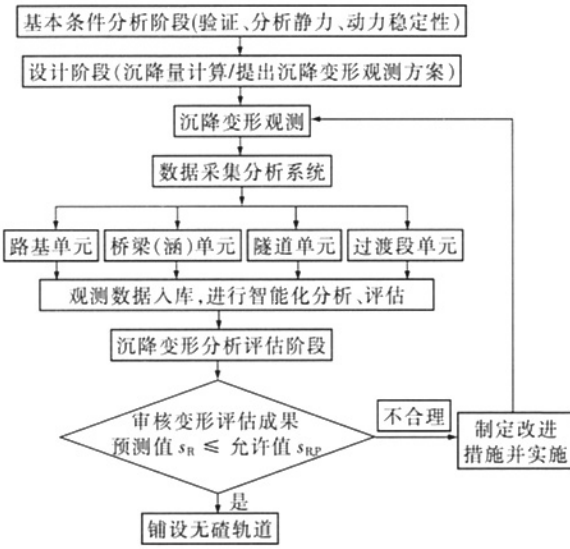 基本条件分析阶段(验证、分析静力、动力稳定性)
设计阶段(沉降量计算/提出沉降变形观测方案)
沉降变形观测
数据采集分析系统
路基单元
桥梁(涵)单元
隧道单元
过渡段单元
观测数据入库,进行智能化分析、评估
沉降变形分析评估阶段
审核变形评估成果
预测值 sR ≤ 允许值 sRP
不合理
制定改进
措施并实施
是
铺设无碴轨道